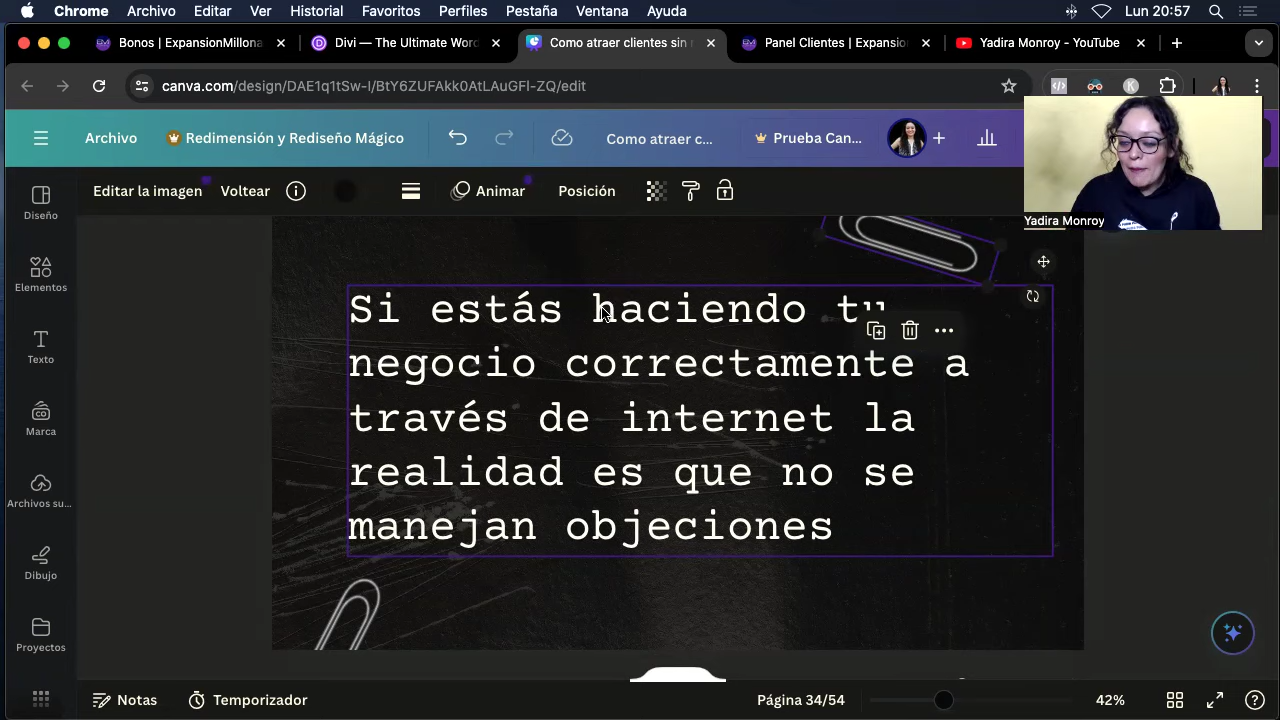 Chrome Archivo Editar Ver Historial Favoritos Perfiles Pestaña Ventana Ayuda Lun 20:57
Bonos | ExpansionMillona
Divi — The Ultimate Word
Como atraer clientes sin
Panel Clientes | Expansion
Yadira Monroy - YouTube
canva.com/design/DAE1q1tSw-I/BtY6ZUFAkk0AtLAuGFl-ZQ/edit
Archivo Redimensión y Rediseño Mágico Como atraer c... Prueba Can...
Editar la imagen Voltear Animar Posición
Yadira Monroy
Diseño
Elementos
Texto
Marca
Archivos su...
Dibujo
Proyectos
Si estás haciendo tu
negocio correctamente a
través de internet la
realidad es que no se
manejan objeciones
Notas Temporizador Página 34/54 42%